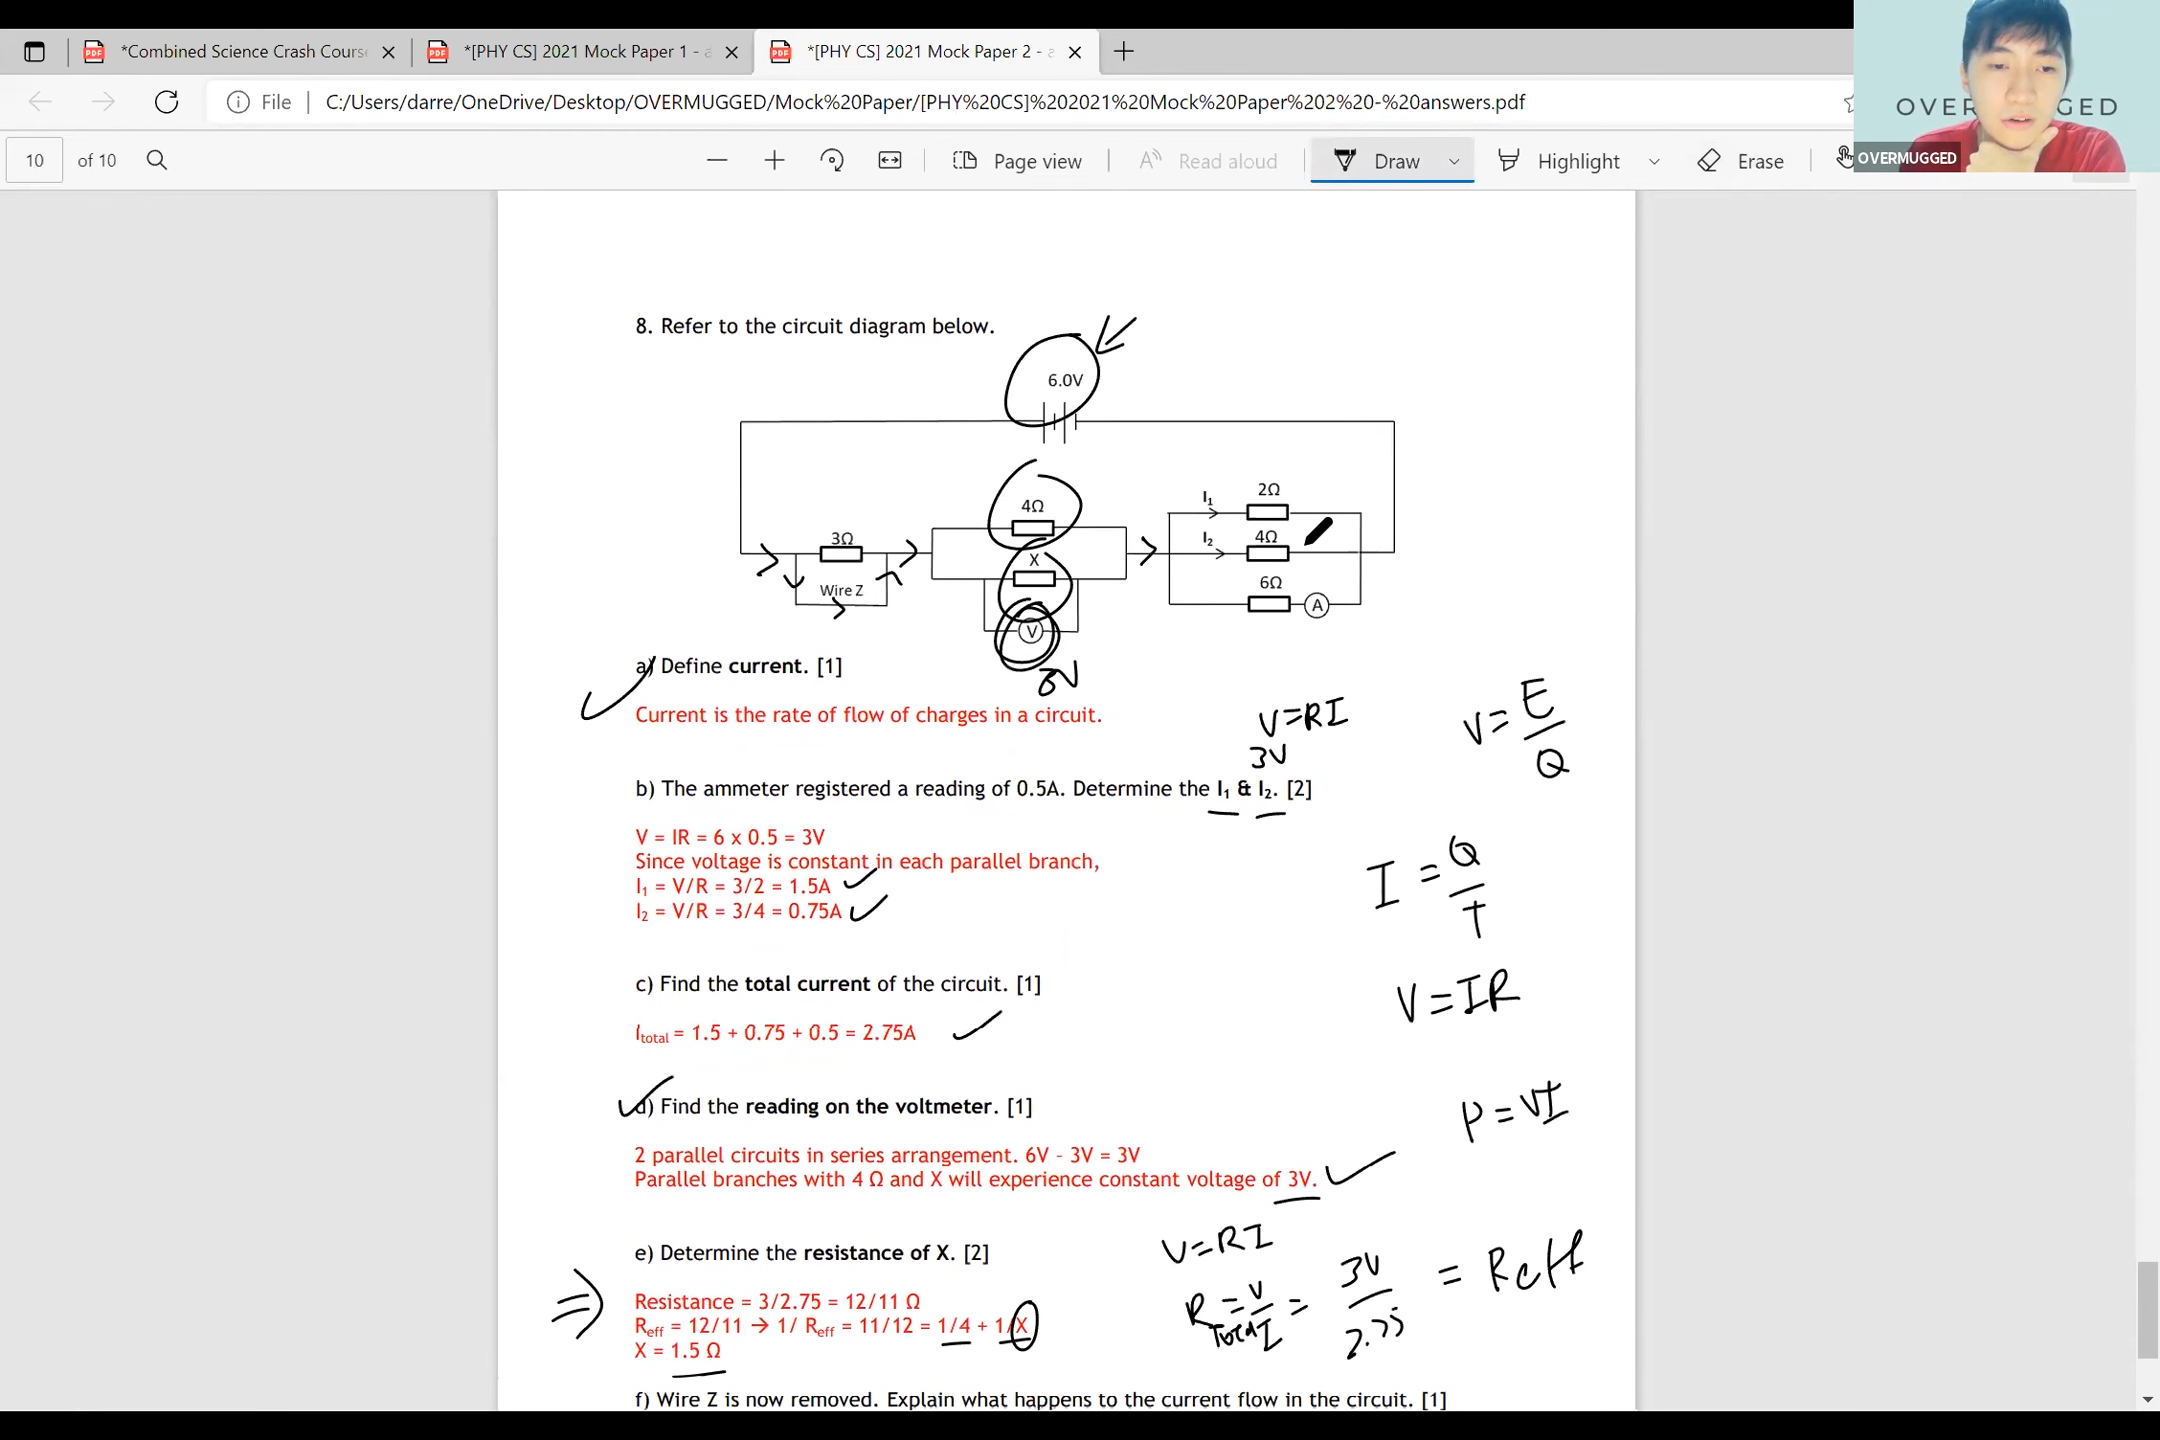 *Combined Science Crash Cours
*[PHY CS] 2021 Mock Paper 1 - a
*[PHY CS] 2021 Mock Paper 2 - a
File
C:/Users/darre/OneDrive/Desktop/OVERMUGGED/Mock%20Paper/[PHY%20CS]%202021%20Mock%20Paper%202%20-%20answers.pdf
OVERMUGGED
10 of 10
Page view
Read aloud
Draw
Highlight
Erase
8. Refer to the circuit diagram below.
6.0V
4Ω
3Ω
Wire Z
X
V
3V
I₁
2Ω
I₂
4Ω
6Ω
A
a) Define current. [1]
Current is the rate of flow of charges in a circuit.
V=RI
3V
V=E/Q
b) The ammeter registered a reading of 0.5A. Determine the I₁ & I₂. [2]
V = IR = 6 x 0.5 = 3V
Since voltage is constant in each parallel branch,
I₁ = V/R = 3/2 = 1.5A
I₂ = V/R = 3/4 = 0.75A
I=Q/T
c) Find the total current of the circuit. [1]
V=IR
Itotal = 1.5 + 0.75 + 0.5 = 2.75A
d) Find the reading on the voltmeter. [1]
P=VI
2 parallel circuits in series arrangement. 6V – 3V = 3V
Parallel branches with 4 Ω and X will experience constant voltage of 3V.
e) Determine the resistance of X. [2]
V=RI
R Total = V/I = 3V/2.75 = Reff
Resistance = 3/2.75 = 12/11 Ω
Reff = 12/11 → 1/ Reff = 11/12 = 1/4 + 1/X
X = 1.5 Ω
f) Wire Z is now removed. Explain what happens to the current flow in the circuit. [1]